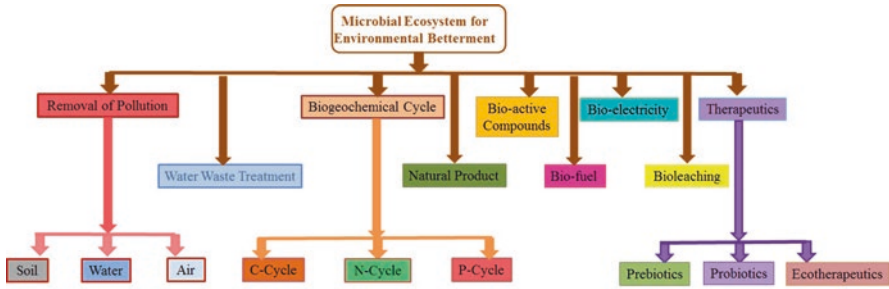 Microbial Ecosystem for
Environmental Betterment
Removal of Pollution
Biogeochemical Cycle
Bio-active
Compounds
Bio-electricity
Therapeutics
Water Waste Treatment
Natural Product
Bio-fuel
Bioleaching
Soil
Water
Air
C-Cycle
N-Cycle
P-Cycle
Prebiotics
Probiotics
Ecotherapeutics